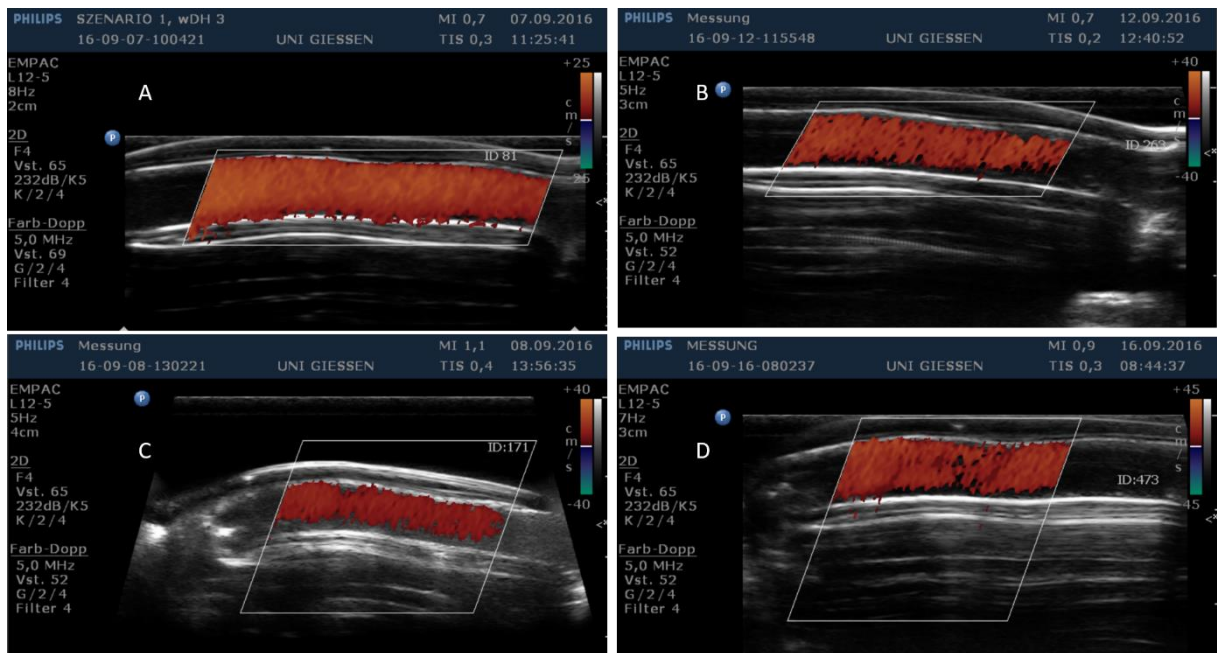 PHILIPS SZENARIO 1, wDH 3 MI 0,7 07.09.2016
16-09-07-100421 UNI GIESSEN TIS 0,3 11:25:41
EMPAC
L12-5
8Hz
2cm
2D
F4
Vst. 65
232dB/K5
K/2/4
Farb-Dopp
5,0 MHz
Vst. 69
G/2/4
Filter 4
A
P
ID 81
+25
c
m
/
s
25
PHILIPS Messung MI 0,7 12.09.2016
16-09-12-115548 UNI GIESSEN TIS 0,2 12:40:52
EMPAC
L12-5
5Hz
3cm
2D
F4
Vst. 65
232dB/K5
K/2/4
Farb-Dopp
5,0 MHz
Vst. 52
G/2/4
Filter 4
B
P
ID 263
+40
c
m
/
s
-40
PHILIPS Messung MI 1,1 08.09.2016
16-09-08-130221 UNI GIESSEN TIS 0,4 13:56:35
EMPAC
L12-5
5Hz
4cm
2D
F4
Vst. 65
232dB/K5
K/2/4
Farb-Dopp
5,0 MHz
Vst. 52
G/2/4
Filter 4
C
P
ID:171
+40
c
m
/
s
-40
PHILIPS MESSUNG MI 0,9 16.09.2016
16-09-16-080237 UNI GIESSEN TIS 0,3 08:44:37
EMPAC
L12-5
7Hz
3cm
2D
F4
Vst. 65
232dB/K5
K/2/4
Farb-Dopp
5,0 MHz
Vst. 52
G/2/4
Filter 4
D
P
ID:473
+45
c
m
/
s
45